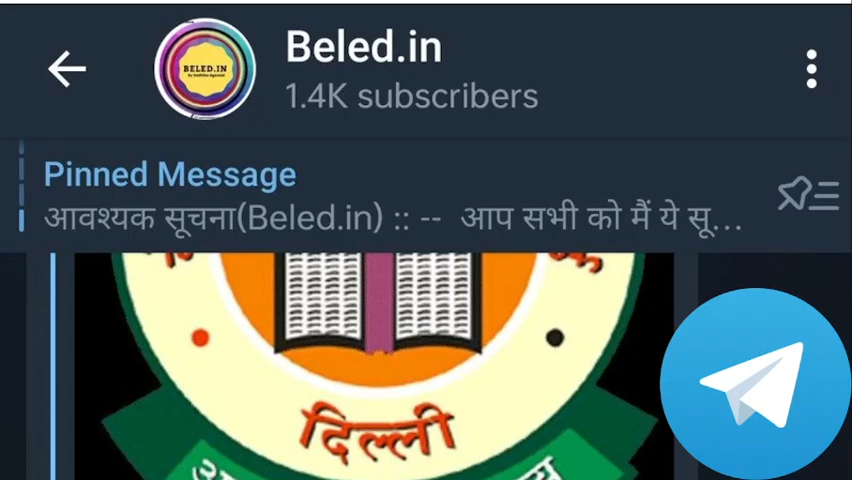 Beled.in
BELED.IN
1.4K subscribers
Pinned Message
आवश्यक सूचना(Beled.in) :: -- आप सभी को मैं ये सू...
दिल्ली